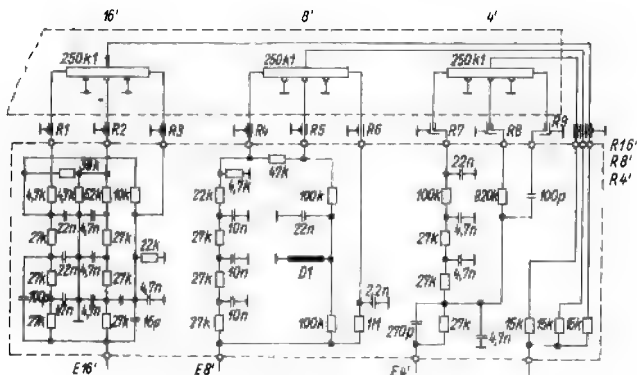 16' 8' 4'
250k1 250k1 250k1
R1 R2 R3 R4 R5 R6 R7 R8 R9
R16'
R8'
R4'
39k 47k 22n
4,7k 4,7k 62k 10k 4,7k
22k 100k 100k 820k 100p
22n 4,7n 10n 22n 4,7n
27k 27k 22k 27k 27k
22n 4,7n 10n D1 4,7n
27k 27k 4,7n 27k 27k
100p 2,2n
4,7n 10n 270p 15k 15k 15k
27k 27k 16p 27k 100k 1M 27k 4,7n
E16' E8' E4'